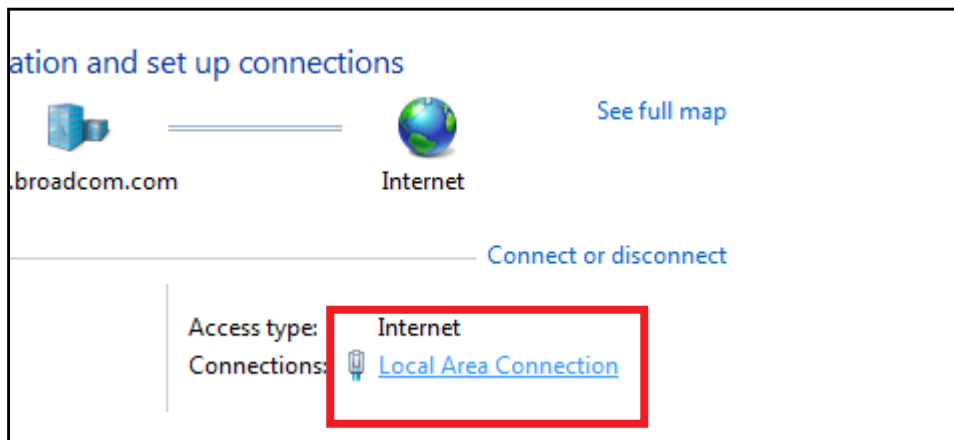 ation and set up connections
See full map
.broadcom.com
Internet
Connect or disconnect
Access type: Internet
Connections: Local Area Connection